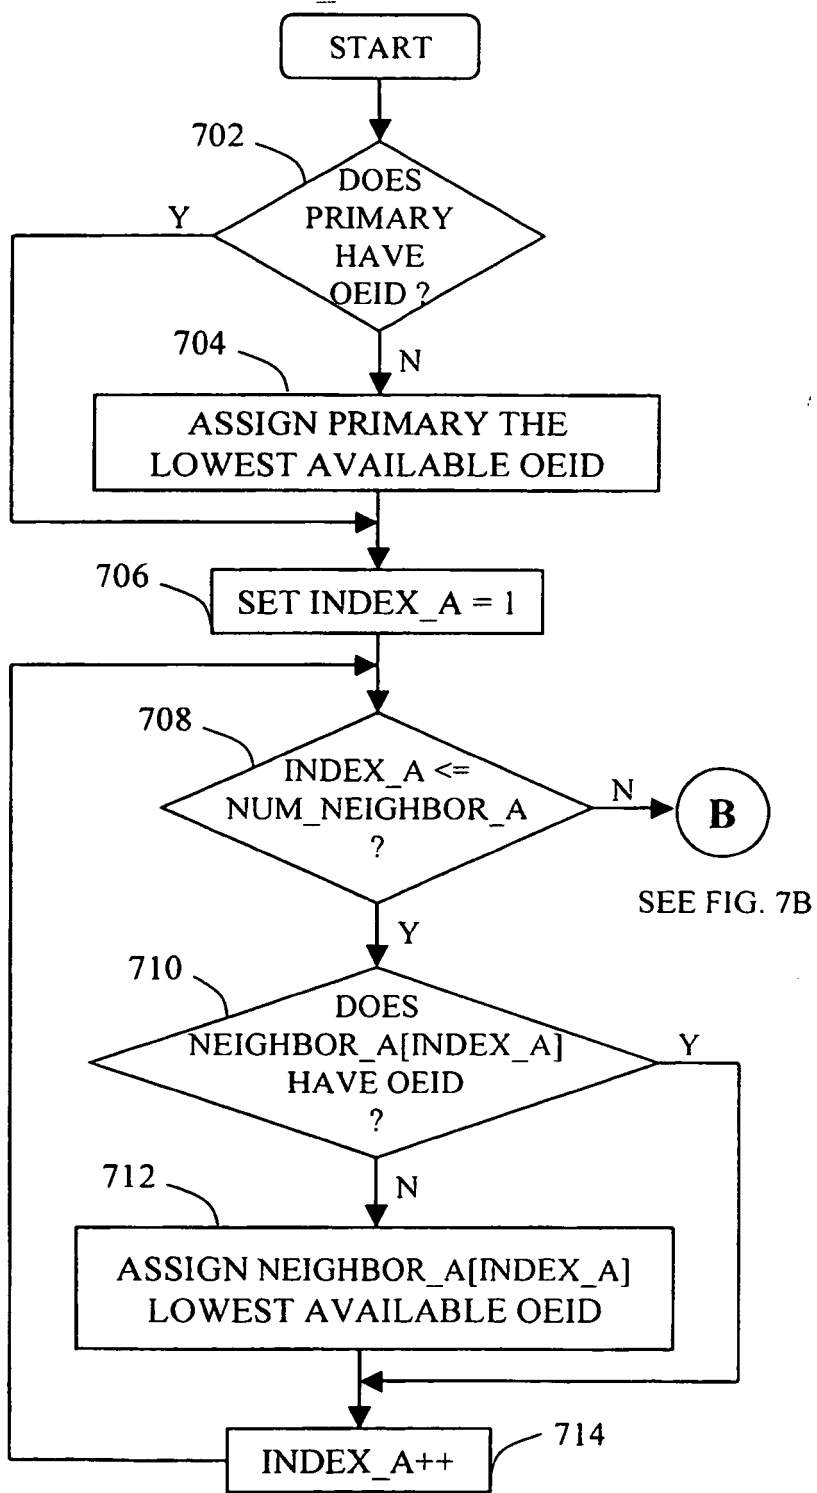 START
702
DOES
PRIMARY
HAVE
OEID ?
Y
N
704
ASSIGN PRIMARY THE
LOWEST AVAILABLE OEID
706
SET INDEX_A = 1
708
INDEX_A <=
NUM_NEIGHBOR_A
?
N
B
SEE FIG. 7B
Y
710
DOES
NEIGHBOR_A[INDEX_A]
HAVE OEID
?
Y
N
712
ASSIGN NEIGHBOR_A[INDEX_A]
LOWEST AVAILABLE OEID
INDEX_A++
714